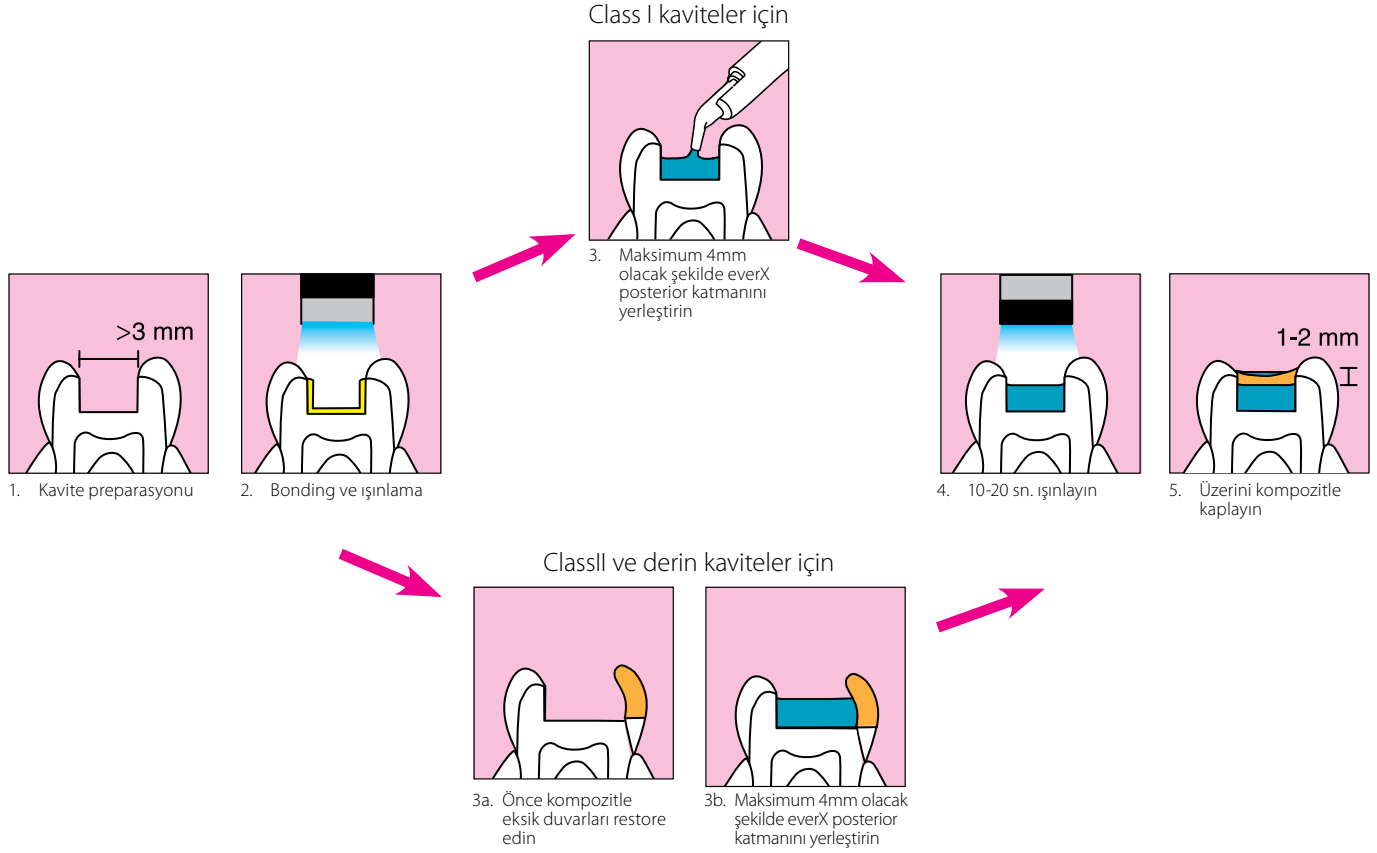 Class I kaviteler için
3. Maksimum 4mm
olacak şekilde everX
posterior katmanını
yerleştirin
>3 mm
1. Kavite preparasyonu
2. Bonding ve ışınlama
4. 10-20 sn. ışınlayın
1-2 mm
5. Üzerini kompozitle
kaplayın
ClassII ve derin kaviteler için
3a. Önce kompozitle
eksik duvarları restore
edin
3b. Maksimum 4mm olacak
şekilde everX posterior
katmanını yerleştirin